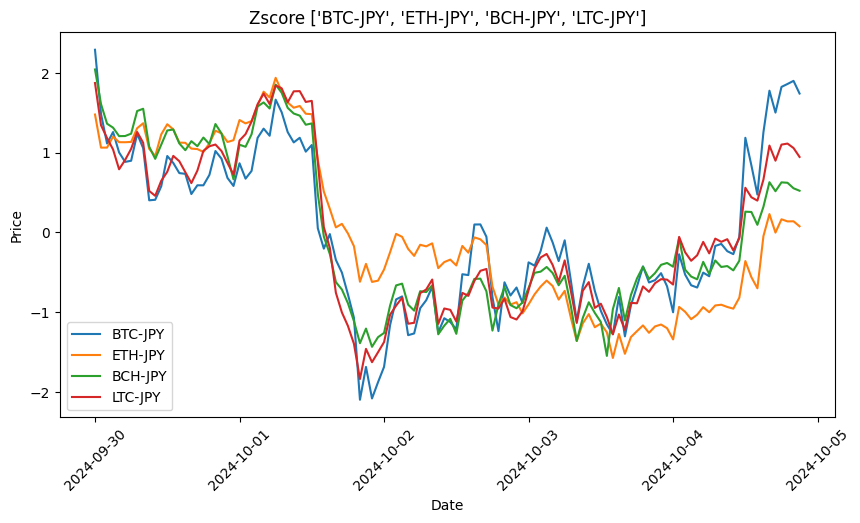 Zscore ['BTC-JPY', 'ETH-JPY', 'BCH-JPY', 'LTC-JPY']
Price
2
1
0
−1
−2
BTC-JPY
ETH-JPY
BCH-JPY
LTC-JPY
2024-09-30
2024-10-01
2024-10-02
2024-10-03
2024-10-04
2024-10-05
Date